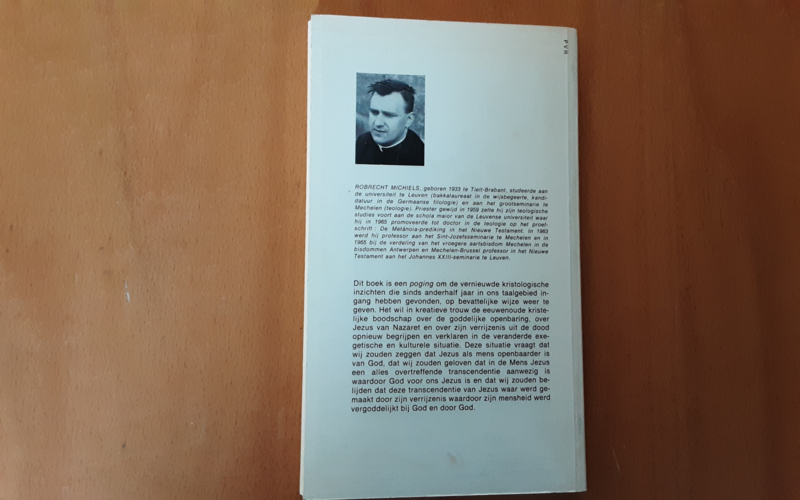 PVH
ROBRECHT MICHIELS, geboren 1933 te Tielt-Brabant, studeerde aan
de universiteit te Leuven (bakkalaureaat in de wijsbegeerte, kandi-
datuur in de Germaanse filologie) en aan het grootseminarie te
Mechelen (teologie). Priester gewijd in 1959 zette hij zijn teologische
studies voort aan de schola maior van de Leuvense universiteit waar
hij in 1965 promoveerde tot doctor in de teologie op het proef-
schrift: De Metánoia-prediking in het Nieuwe Testament. In 1963
werd hij professor aan het Sint-Jozefsseminarie te Mechelen en in
1965 bij de verdeling van het vroegere aartsbisdom Mechelen in de
bisdommen Antwerpen en Mechelen-Brussel professor in het Nieuwe
Testament aan het Johannes XXIII-seminarie te Leuven.
Dit boek is een poging om de vernieuwde kristologische
inzichten die sinds anderhalf jaar in ons taalgebied in-
gang hebben gevonden, op bevattelijke wijze weer te
geven. Het wil in kreatieve trouw de eeuwenoude kriste-
lijke boodschap over de goddelijke openbaring, over
Jezus van Nazaret en over zijn verrijzenis uit de dood
opnieuw begrijpen en verklaren in de veranderde exe-
getische en kulturele situatie. Deze situatie vraagt dat
wij zouden zeggen dat Jezus als mens openbaarder is
van God, dat wij zouden geloven dat in de Mens Jezus
een alles overtreffende transcendentie aanwezig is
waardoor God voor ons Jezus is en dat wij zouden be-
lijden dat deze transcendentie van Jezus waar werd ge-
maakt door zijn verrijzenis waardoor zijn mensheid werd
vergoddelijkt bij God en door God.